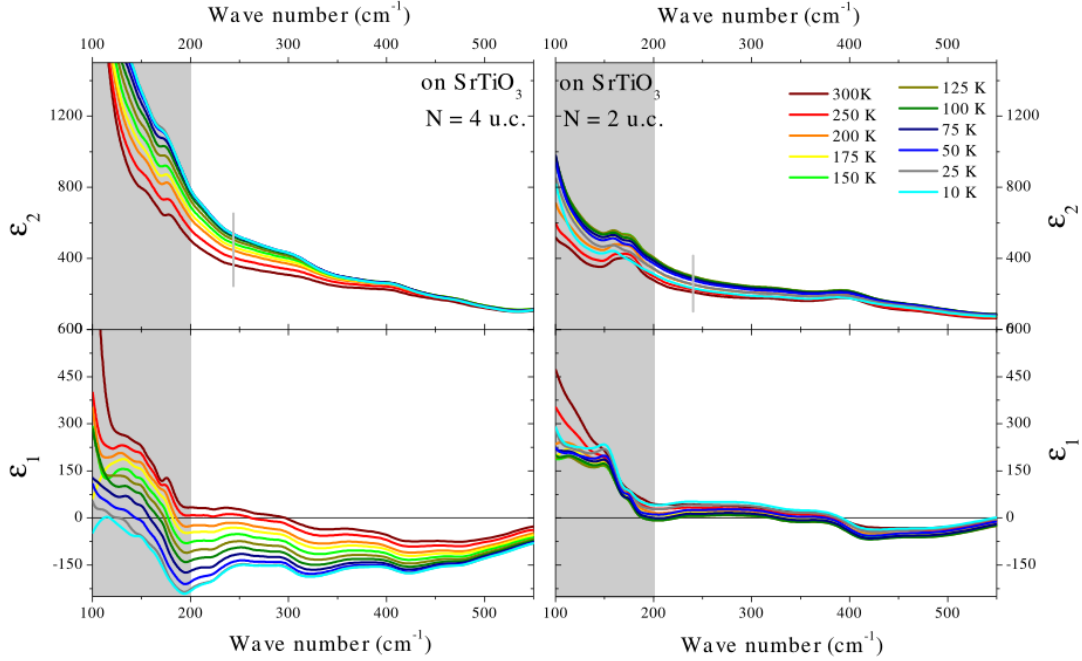 Wave number (cm⁻¹) Wave number (cm⁻¹)
100 200 300 400 500 100 200 300 400 500
on SrTiO₃ on SrTiO₃
N = 4 u.c. N = 2 u.c.
300K 125 K
250 K 100 K
200 K 75 K
175 K 50 K
150 K 25 K
10 K
1200 1200
800 800
400 400
ε₂ ε₂
600 0 600
450 450
300 300
150 150
0 0
-150 -150
ε₁ ε₁
100 200 300 400 500 100 200 300 400 500
Wave number (cm⁻¹) Wave number (cm⁻¹)